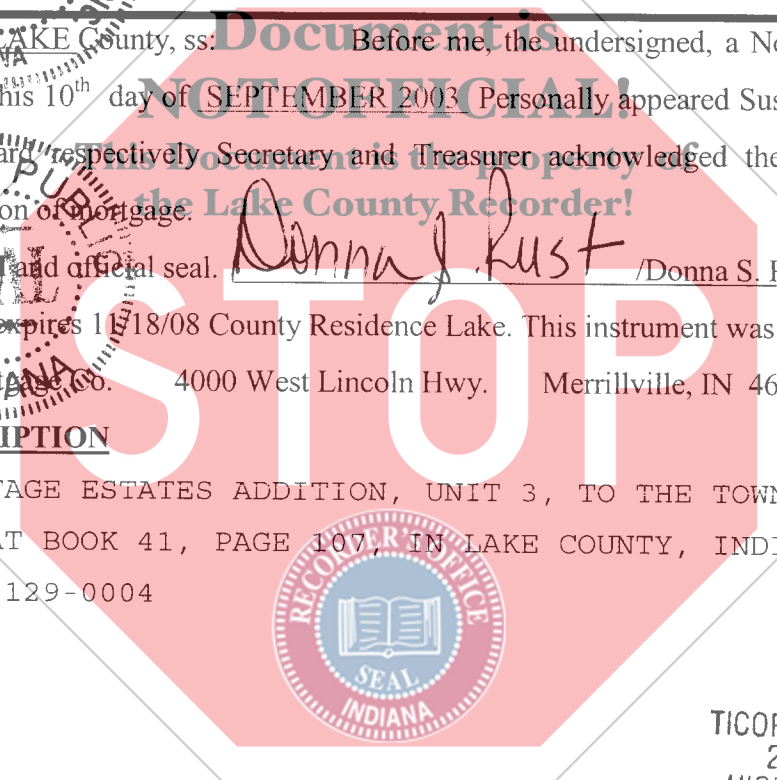 LAKE County, ss: Before me, the undersigned, a No
his 10th day of SEPTEMBER 2003 Personally appeared Sus
ard respectively Secretary and Treasurer acknowledged the
on of mortgage.
and official seal. Donna S. Rust /Donna S. R
expires 11/18/08 County Residence Lake. This instrument was
tgage Co. 4000 West Lincoln Hwy. Merrillville, IN 46
IPTION
TAGE ESTATES ADDITION, UNIT 3, TO THE TOWN
AT BOOK 41, PAGE 107, IN LAKE COUNTY, INDI
129-0004
Document is
NOT OFFICIAL!
This Document is the property of
the Lake County Recorder!
STOP
RECORDER'S OFFICE
SEAL
INDIANA
TICOR
2